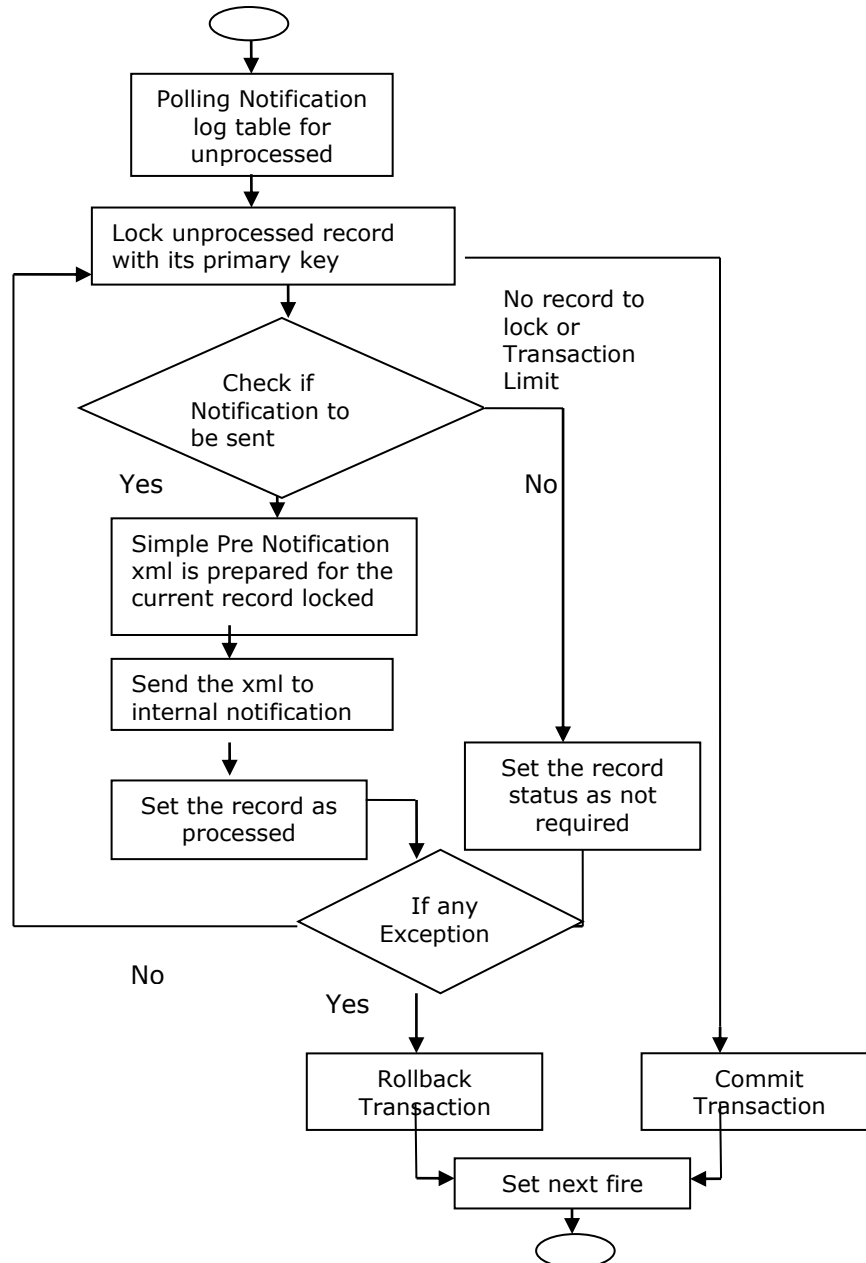 Polling Notification
log table for
unprocessed
Lock unprocessed record
with its primary key
No record to
lock or
Transaction
Limit
Check if
Notification to
be sent
Yes
No
Simple Pre Notification
xml is prepared for the
current record locked
Send the xml to
internal notification
Set the record as
processed
Set the record
status as not
required
If any
Exception
No
Yes
Rollback
Transaction
Commit
Transaction
Set next fire